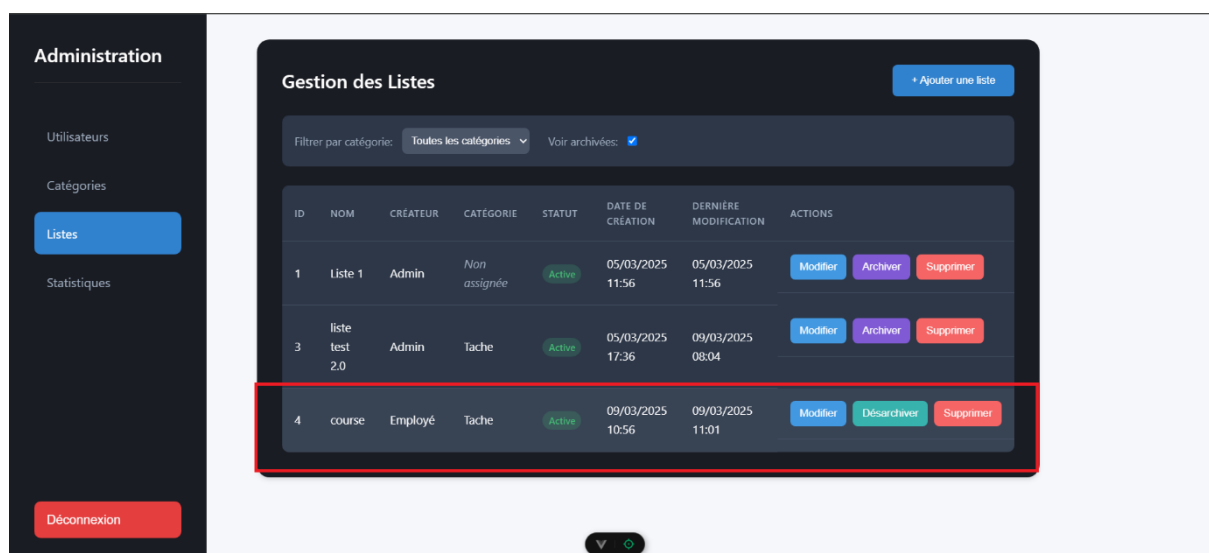 Administration
Utilisateurs
Catégories
Listes
Statistiques
Déconnexion
Gestion des Listes
+ Ajouter une liste
Filtrer par catégorie: Toutes les catégories Voir archivées:
ID NOM CRÉATEUR CATÉGORIE STATUT DATE DE CRÉATION DERNIÈRE MODIFICATION ACTIONS
1 Liste 1 Admin Non assignée Active 05/03/2025 11:56 05/03/2025 11:56 Modifier Archiver Supprimer
3 liste test 2.0 Admin Tache Active 05/03/2025 17:36 09/03/2025 08:04 Modifier Archiver Supprimer
4 course Employé Tache Active 09/03/2025 10:56 09/03/2025 11:01 Modifier Désarchiver Supprimer